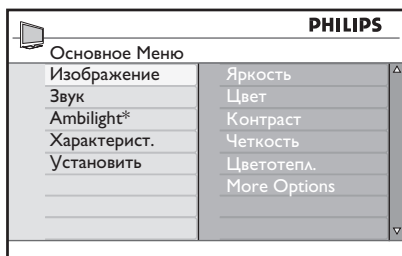 PHILIPS
Основное Меню
Изображение
Звук
Ambilight*
Характерист.
Установить
Яркость
Цвет
Контраст
Четкость
Цветотепл.
More Options